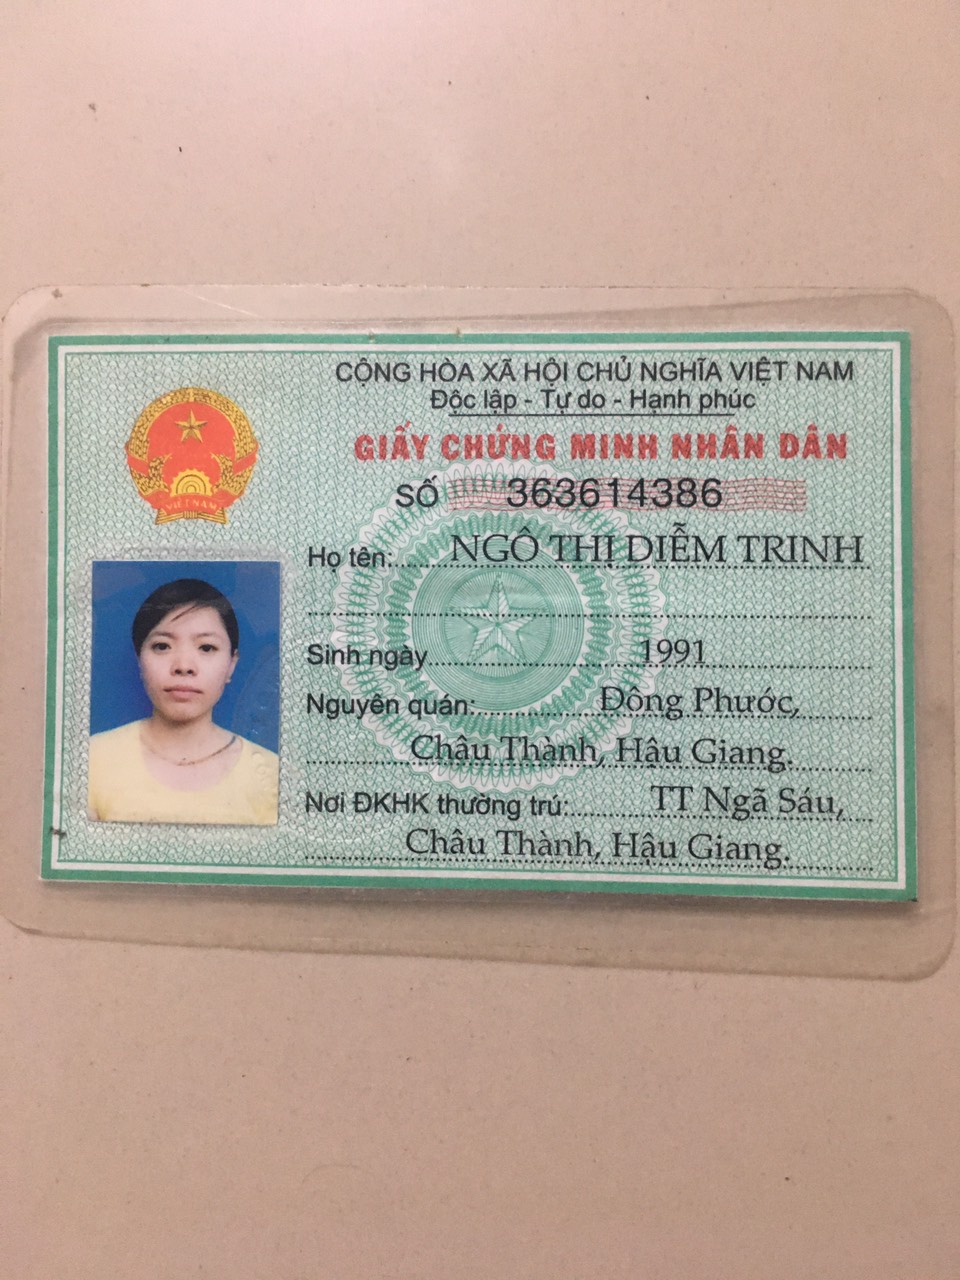 CỘNG HÒA XÃ HỘI CHỦ NGHĨA VIỆT NAM
Độc lập - Tự do - Hạnh phúc
GIẤY CHỨNG MINH NHÂN DÂN
SỐ 363614386
Họ tên: NGÔ THỊ DIỄM TRINH
Sinh ngày 1991
Nguyên quán: Đông Phước,
Châu Thành, Hậu Giang.
Nơi ĐKHK thường trú: TT Ngã Sáu,
Châu Thành, Hậu Giang.
VIỆT NAM